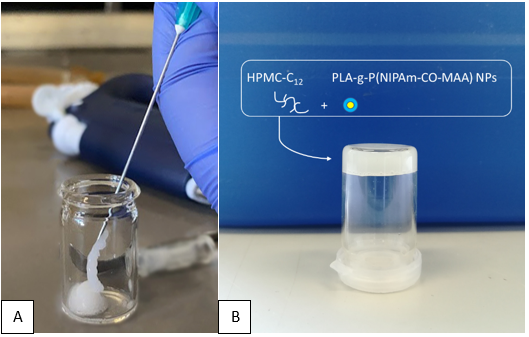 HPMC-C₁₂ PLA-g-P(NIPAm-CO-MAA) NPs
+
A B